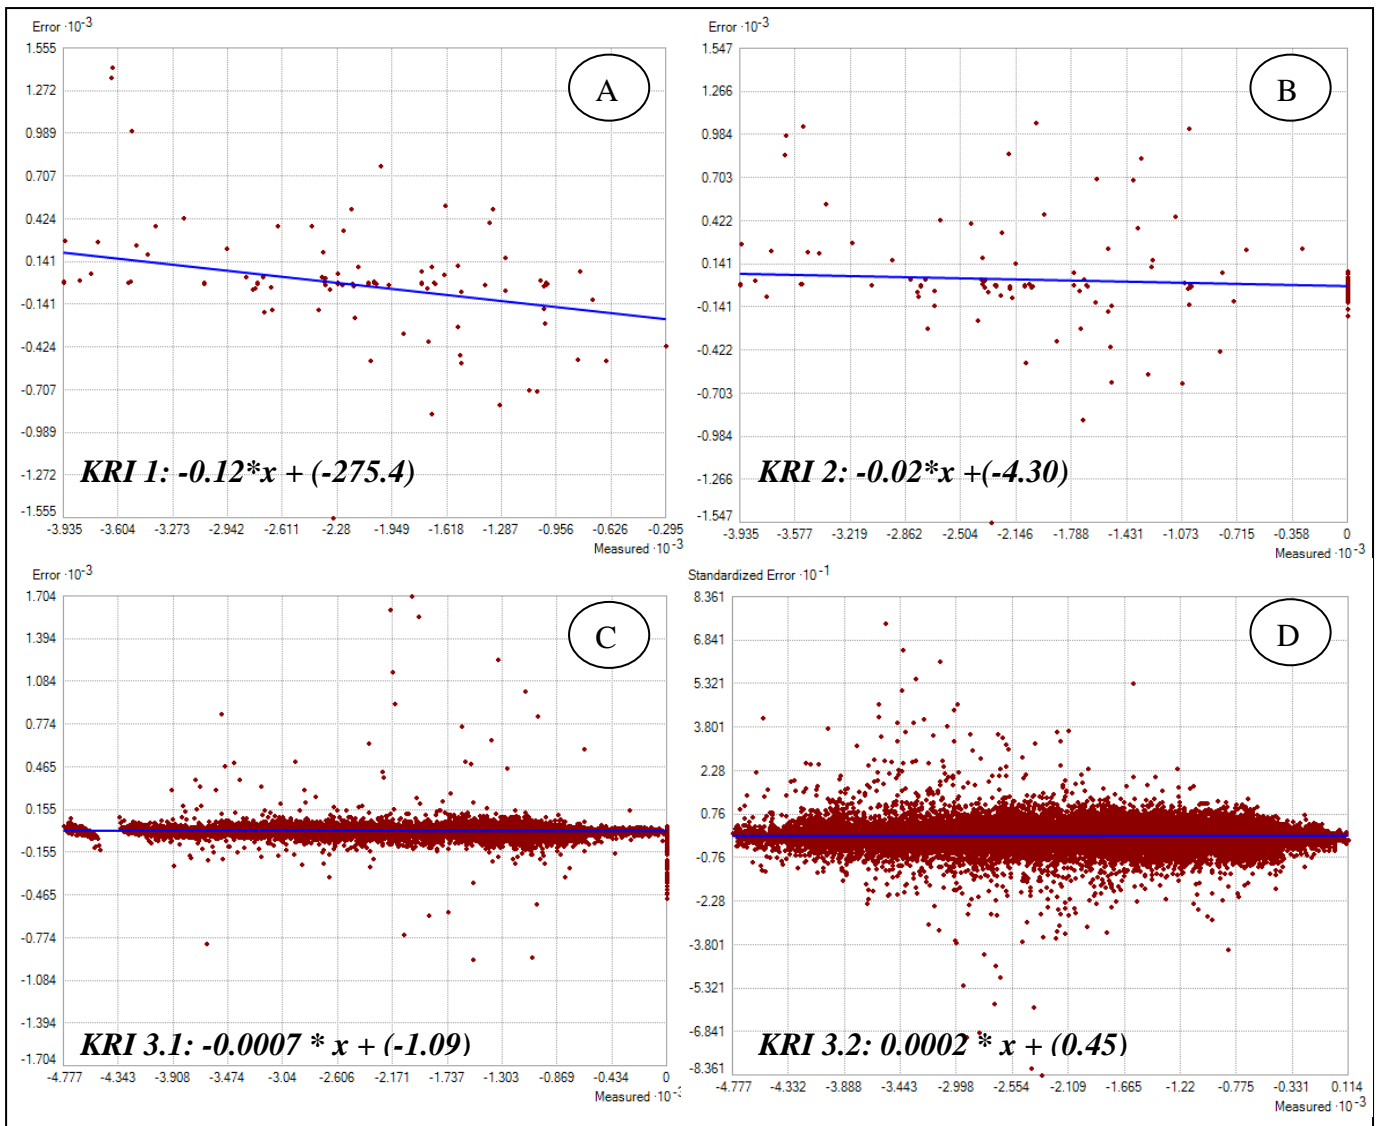 Error ·10-3
1.555
1.272
0.989
0.707
0.424
0.141
-0.141
-0.424
-0.707
-0.989
-1.272
-1.555
A
KRI 1: -0.12*x + (-275.4)
-3.935 -3.604 -3.273 -2.942 -2.611 -2.28 -1.949 -1.618 -1.287 -0.956 -0.626 -0.295
Measured ·10-3
Error ·10-3
1.547
1.266
0.984
0.703
0.422
0.141
-0.141
-0.422
-0.703
-0.984
-1.266
-1.547
B
KRI 2: -0.02*x +(-4.30)
-3.935 -3.577 -3.219 -2.862 -2.504 -2.146 -1.788 -1.431 -1.073 -0.715 -0.358 0
Measured ·10-3
Error ·10-3
1.704
1.394
1.084
0.774
0.465
0.155
-0.155
-0.465
-0.774
-1.084
-1.394
-1.704
C
KRI 3.1: -0.0007 * x + (-1.09)
-4.777 -4.343 -3.908 -3.474 -3.04 -2.606 -2.171 -1.737 -1.303 -0.869 -0.434 0
Measured ·10-3
Standardized Error ·10-1
8.361
6.841
5.321
3.801
2.28
0.76
-0.76
-2.28
-3.801
-5.321
-6.841
-8.361
D
KRI 3.2: 0.0002 * x + (0.45)
-4.777 -4.332 -3.888 -3.443 -2.998 -2.554 -2.109 -1.665 -1.22 -0.775 -0.331 0.114
Measured ·10-3